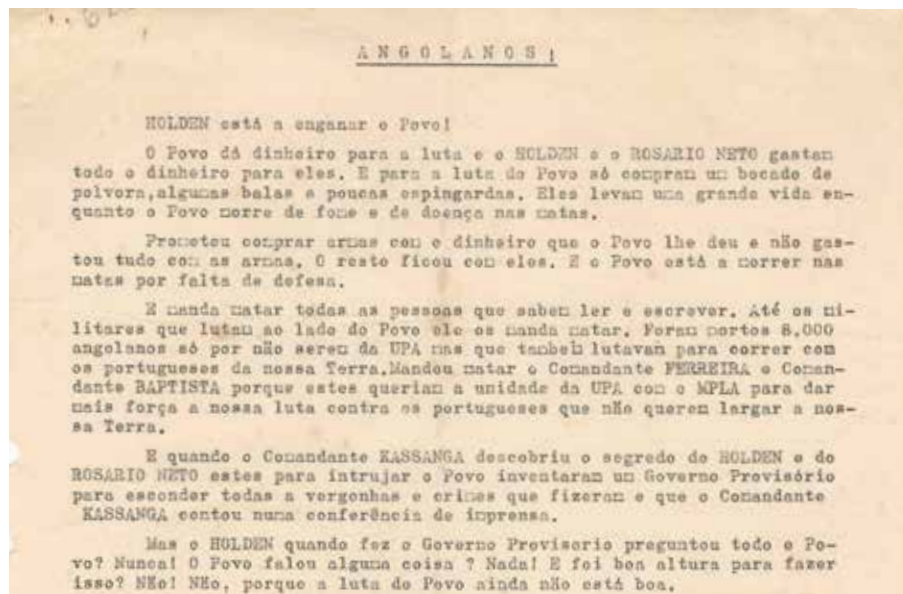 A N G O L A N O S !
HOLDEN está a enganar o Povo!
O Povo dá dinheiro para a luta e o HOLDEN e o ROSARIO NETO gastam
todo o dinheiro para eles. E para a luta do Povo só compram um bocado de
polvora,algumas balas e poucas espingardas. Eles levam uma grande vida en-
quanto o Povo morre de fome e de doença nas matas.
Prometeu comprar armas com o dinheiro que o Povo lhe deu e não gas-
tou tudo com as armas. O resto ficou com eles. E o Povo está a morrer nas
matas por falta de defesa.
E manda matar todas as pessoas que sabem ler e escrever. Até os mi-
litares que lutam ao lado do Povo ele os manda matar. Foram mortos 8.000
angolanos só por não serem da UPA mas que tambem lutavam para correr com
os portugueses da nossa Terra.Mandou matar o Comandante FERREIRA e Coman-
dante BAPTISTA porque estes queriam a unidade da UPA com o MPLA para dar
mais força a nossa luta contra os portugueses que não querem largar a nos-
sa Terra.
E quando o Comandante KASSANGA descobriu o segredo do HOLDEN e do
ROSARIO NETO estes para intrujar o Povo inventaram um Governo Provisório
para esconder todas a vergonhas e crimes que fizeram e que o Comandante
KASSANGA contou numa conferência de imprensa.
Mas o HOLDEN quando fez o Governo Provisorio preguntou todo o Po-
vo? Nunca! O Povo falou alguma coisa ? Nada! E foi boa altura para fazer
isso? Não! Não, porque a luta do Povo ainda não está boa.